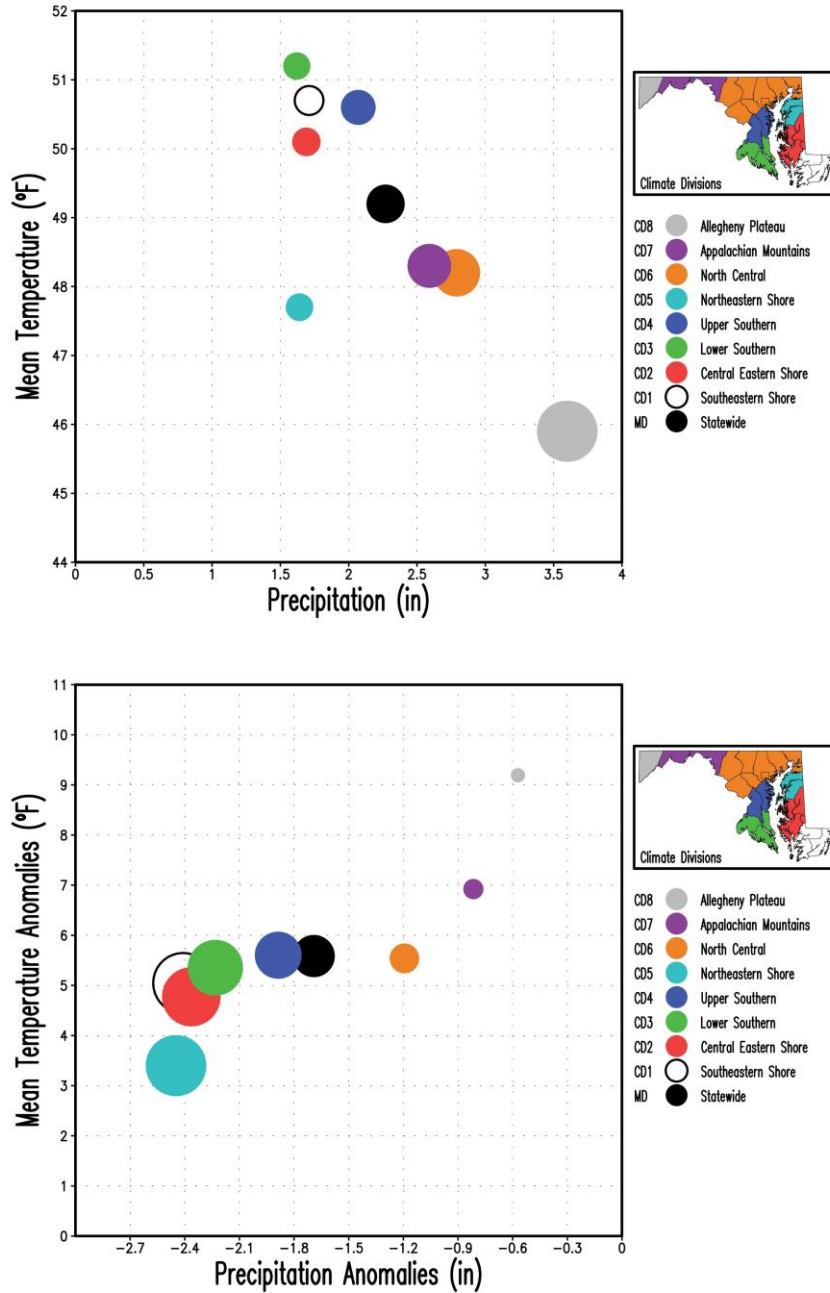 52
51
50
49
48
47
46
45
44
Mean Temperature (°F)
0 0.5 1 1.5 2 2.5 3 3.5 4
Precipitation (in)
Climate Divisions
CD8 Allegheny Plateau
CD7 Appalachian Mountains
CD6 North Central
CD5 Northeastern Shore
CD4 Upper Southern
CD3 Lower Southern
CD2 Central Eastern Shore
CD1 Southeastern Shore
MD Statewide
11
10
9
8
7
6
5
4
3
2
1
0
Mean Temperature Anomalies (°F)
-2.7 -2.4 -2.1 -1.8 -1.5 -1.2 -0.9 -0.6 -0.3 0
Precipitation Anomalies (in)
Climate Divisions
CD8 Allegheny Plateau
CD7 Appalachian Mountains
CD6 North Central
CD5 Northeastern Shore
CD4 Upper Southern
CD3 Lower Southern
CD2 Central Eastern Shore
CD1 Southeastern Shore
MD Statewide